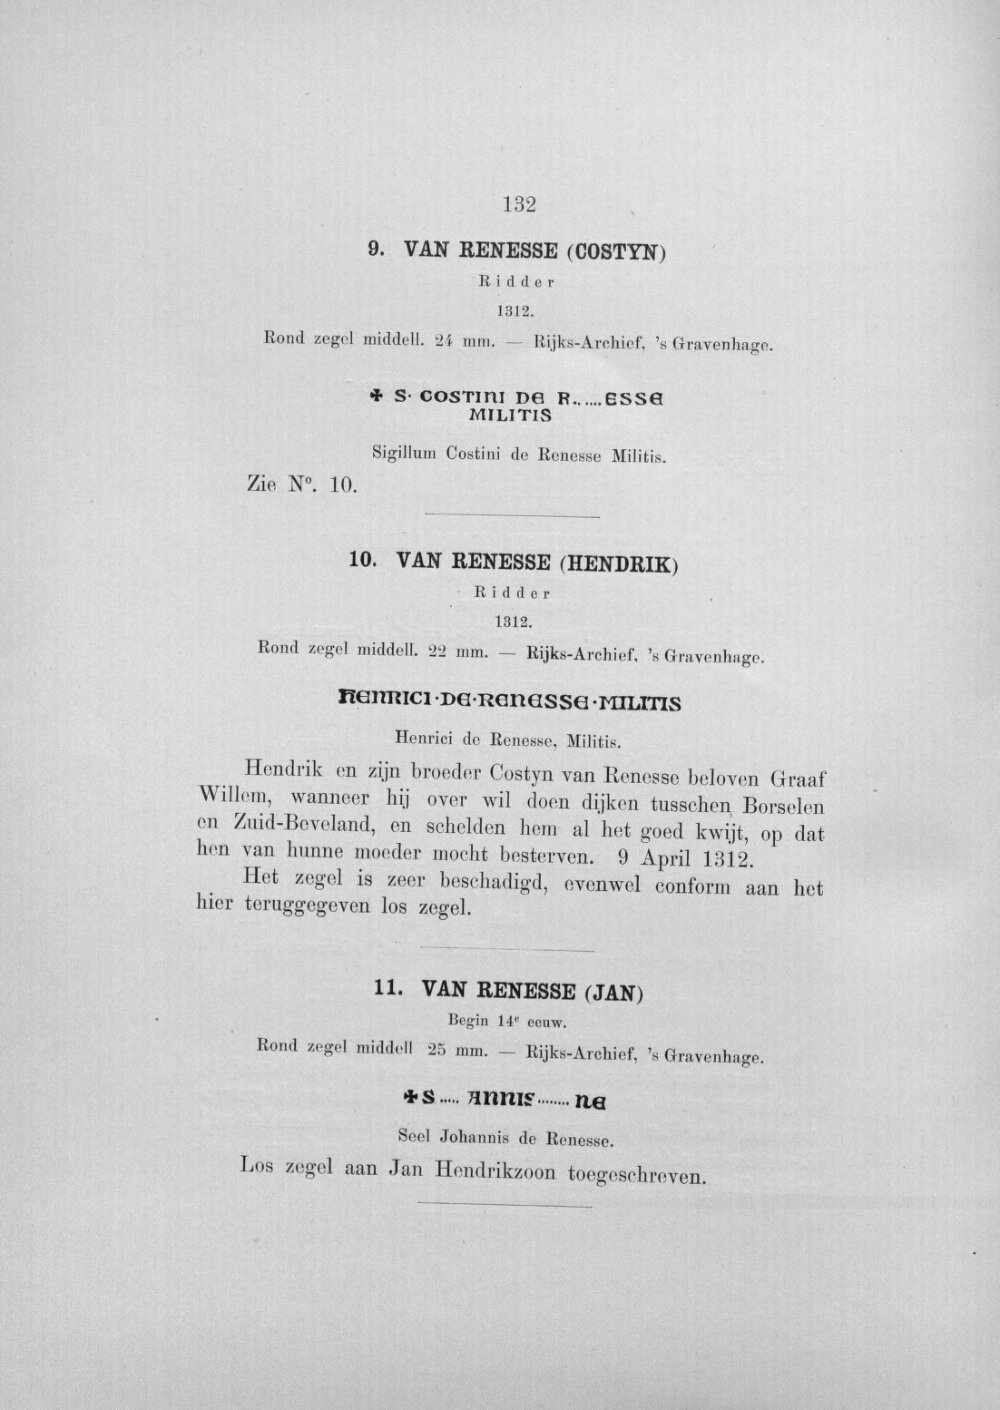 132
9. VAN RENESSE (COSTYN)
Ridder
1312.
Rond zegel middell. 24 mm. — Rijks-Archief, 's Gravenhage.
✠ S· COSTINI DE R......ESSE
MILITIS
Sigillum Costini de Renesse Militis.
Zie N°. 10.
10. VAN RENESSE (HENDRIK)
Ridder
1312.
Rond zegel middell. 22 mm. — Rijks-Archief, 's Gravenhage.
HENRICI·DE·RENESSE·MILITIS
Henrici de Renesse, Militis.
Hendrik en zijn broeder Costyn van Renesse beloven Graaf
Willem, wanneer hij over wil doen dijken tusschen Borselen
en Zuid-Beveland, en schelden hem al het goed kwijt, op dat
hen van hunne moeder mocht besterven. 9 April 1312.
Het zegel is zeer beschadigd, evenwel conform aan het
hier teruggegeven los zegel.
11. VAN RENESSE (JAN)
Begin 14e eeuw.
Rond zegel middell 25 mm. — Rijks-Archief, 's Gravenhage.
✠ S..... ANNIS........ NE
Seel Johannis de Renesse.
Los zegel aan Jan Hendrikzoon toegeschreven.